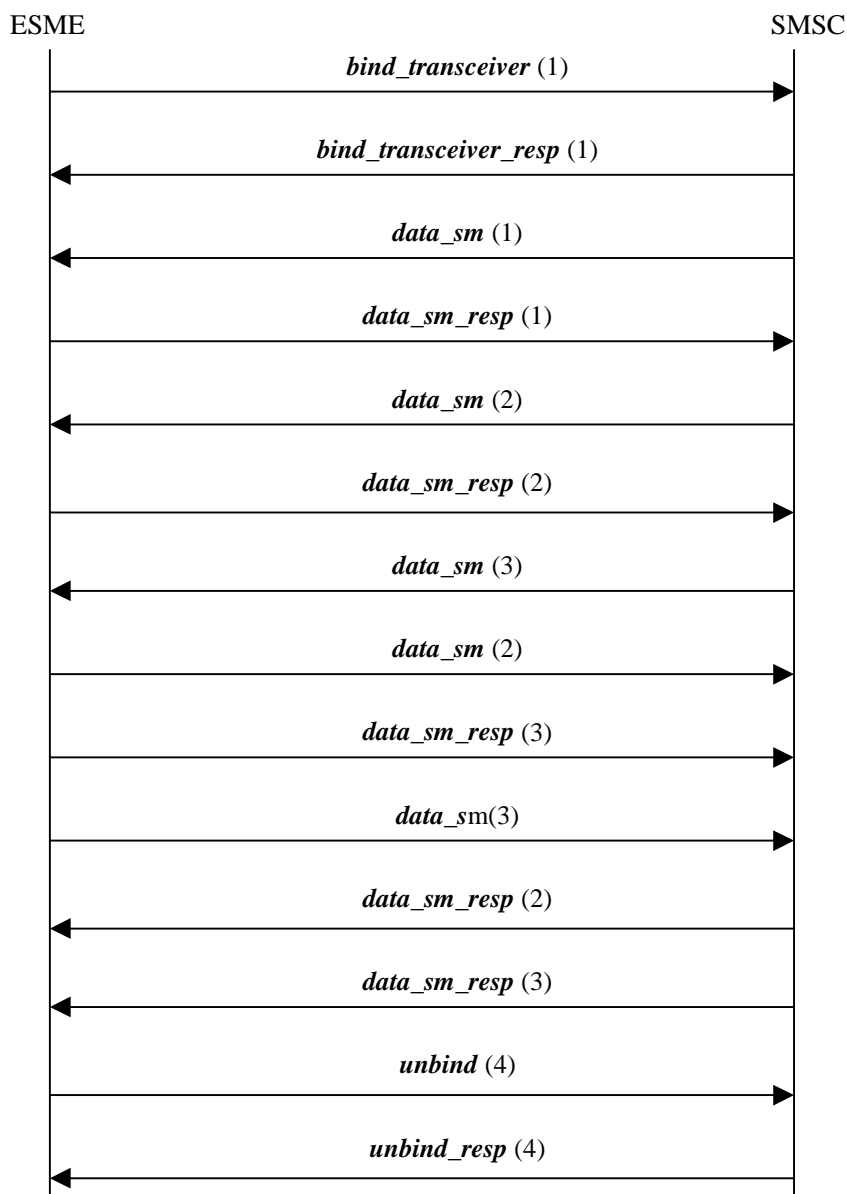 ESME SMSC
bind_transceiver (1)
bind_transceiver_resp (1)
data_sm (1)
data_sm_resp (1)
data_sm (2)
data_sm_resp (2)
data_sm (3)
data_sm (2)
data_sm_resp (3)
data_sm(3)
data_sm_resp (2)
data_sm_resp (3)
unbind (4)
unbind_resp (4)